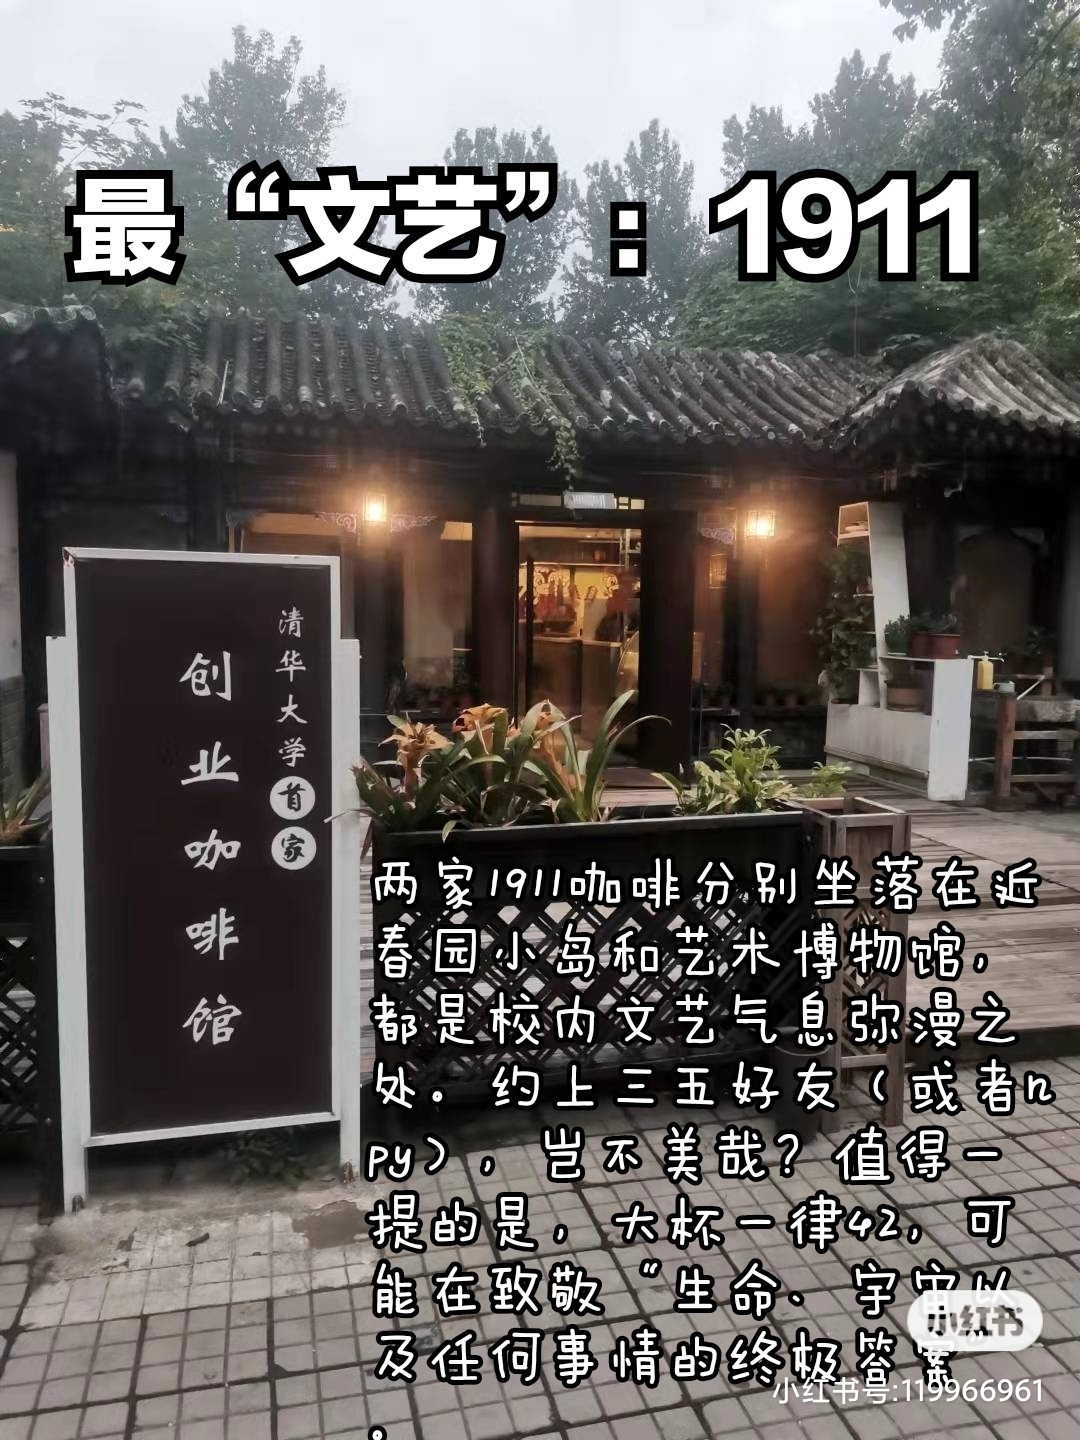 最“文艺”：1911
清华大学首家
创业咖啡馆
两家1911咖啡分别坐落在近
春园小岛和艺术博物馆，
都是校内文艺气息弥漫之
处。约上三五好友（或者n
py），岂不美哉？值得一
提的是，大杯一律42，可
能在致敬“生命、宇宙以
及任何事情的终极答案”
。
小红书
小红书号:119966961